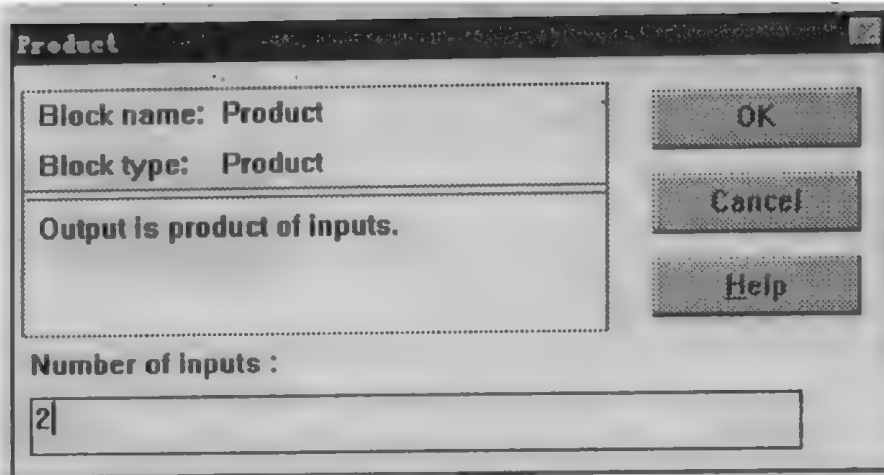 Product
Block name: Product
Block type: Product
Output is product of inputs.
OK
Cancel
Help
Number of inputs :
2